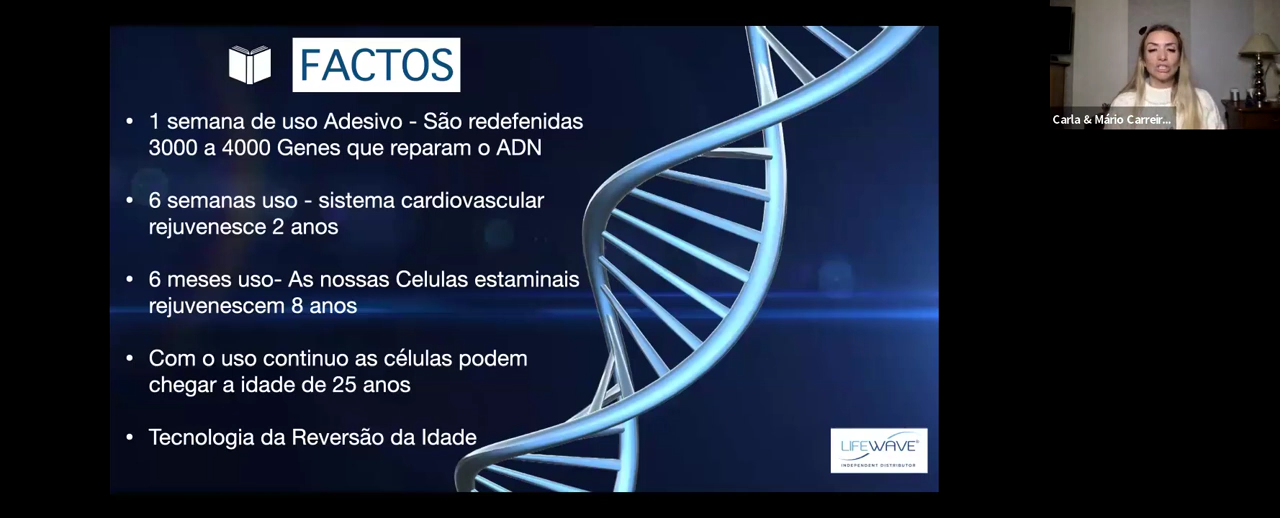 FACTOS
• 1 semana de uso Adesivo - São redefenidas
3000 a 4000 Genes que reparam o ADN
• 6 semanas uso - sistema cardiovascular
rejuvenesce 2 anos
• 6 meses uso- As nossas Celulas estaminais
rejuvenescem 8 anos
• Com o uso continuo as células podem
chegar a idade de 25 anos
• Tecnologia da Reversão da Idade
LIFEWAVE®
INDEPENDENT DISTRIBUTOR
Carla & Mário Carreir...